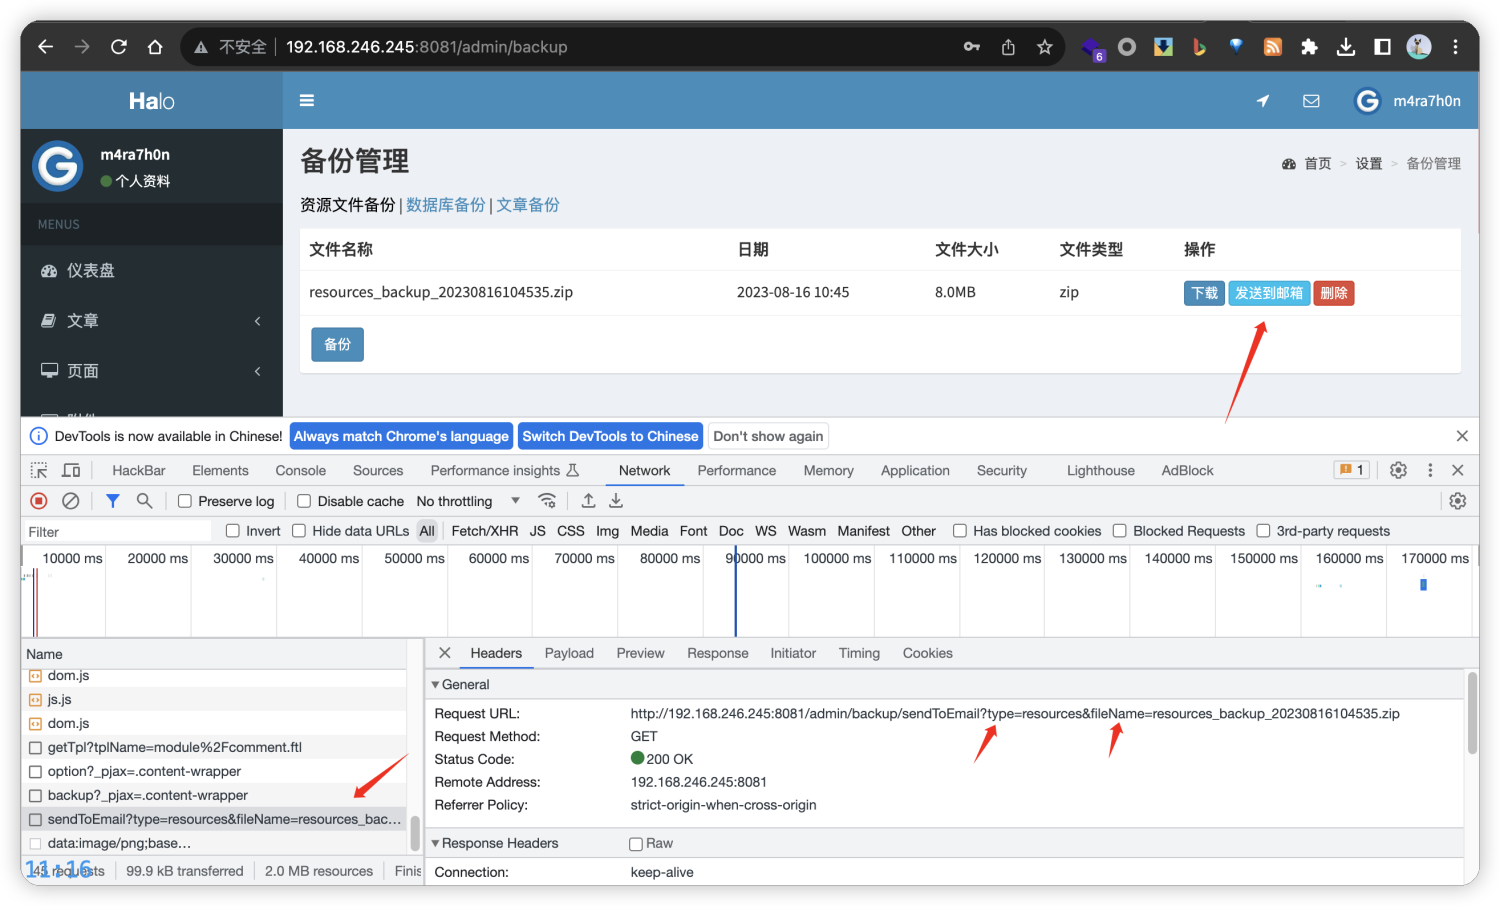 不安全 192.168.246.245:8081/admin/backup
6
Halo
m4ra7h0n
m4ra7h0n
个人资料
MENUS
仪表盘
文章
页面
备份管理
首页 > 设置 > 备份管理
资源文件备份 | 数据库备份 | 文章备份
文件名称 日期 文件大小 文件类型 操作
resources_backup_20230816104535.zip 2023-08-16 10:45 8.0MB zip 下载 发送到邮箱 删除
备份
DevTools is now available in Chinese! Always match Chrome's language Switch DevTools to Chinese Don't show again
HackBar Elements Console Sources Performance insights Network Performance Memory Application Security Lighthouse AdBlock 1
Preserve log Disable cache No throttling
Filter Invert Hide data URLs All Fetch/XHR JS CSS Img Media Font Doc WS Wasm Manifest Other Has blocked cookies Blocked Requests 3rd-party requests
10000 ms 20000 ms 30000 ms 40000 ms 50000 ms 60000 ms 70000 ms 80000 ms 90000 ms 100000 ms 110000 ms 120000 ms 130000 ms 140000 ms 150000 ms 160000 ms 170000 ms
Name
dom.js
js.js
dom.js
getTpl?tplName=module%2Fcomment.ftl
option?_pjax=.content-wrapper
backup?_pjax=.content-wrapper
sendToEmail?type=resources&fileName=resources_bac…
data:image/png;base…
45 requests 99.9 kB transferred 2.0 MB resources Finis
11:16
Headers Payload Preview Response Initiator Timing Cookies
General
Request URL: http://192.168.246.245:8081/admin/backup/sendToEmail?type=resources&fileName=resources_backup_20230816104535.zip
Request Method: GET
Status Code: 200 OK
Remote Address: 192.168.246.245:8081
Referrer Policy: strict-origin-when-cross-origin
Response Headers Raw
Connection: keep-alive